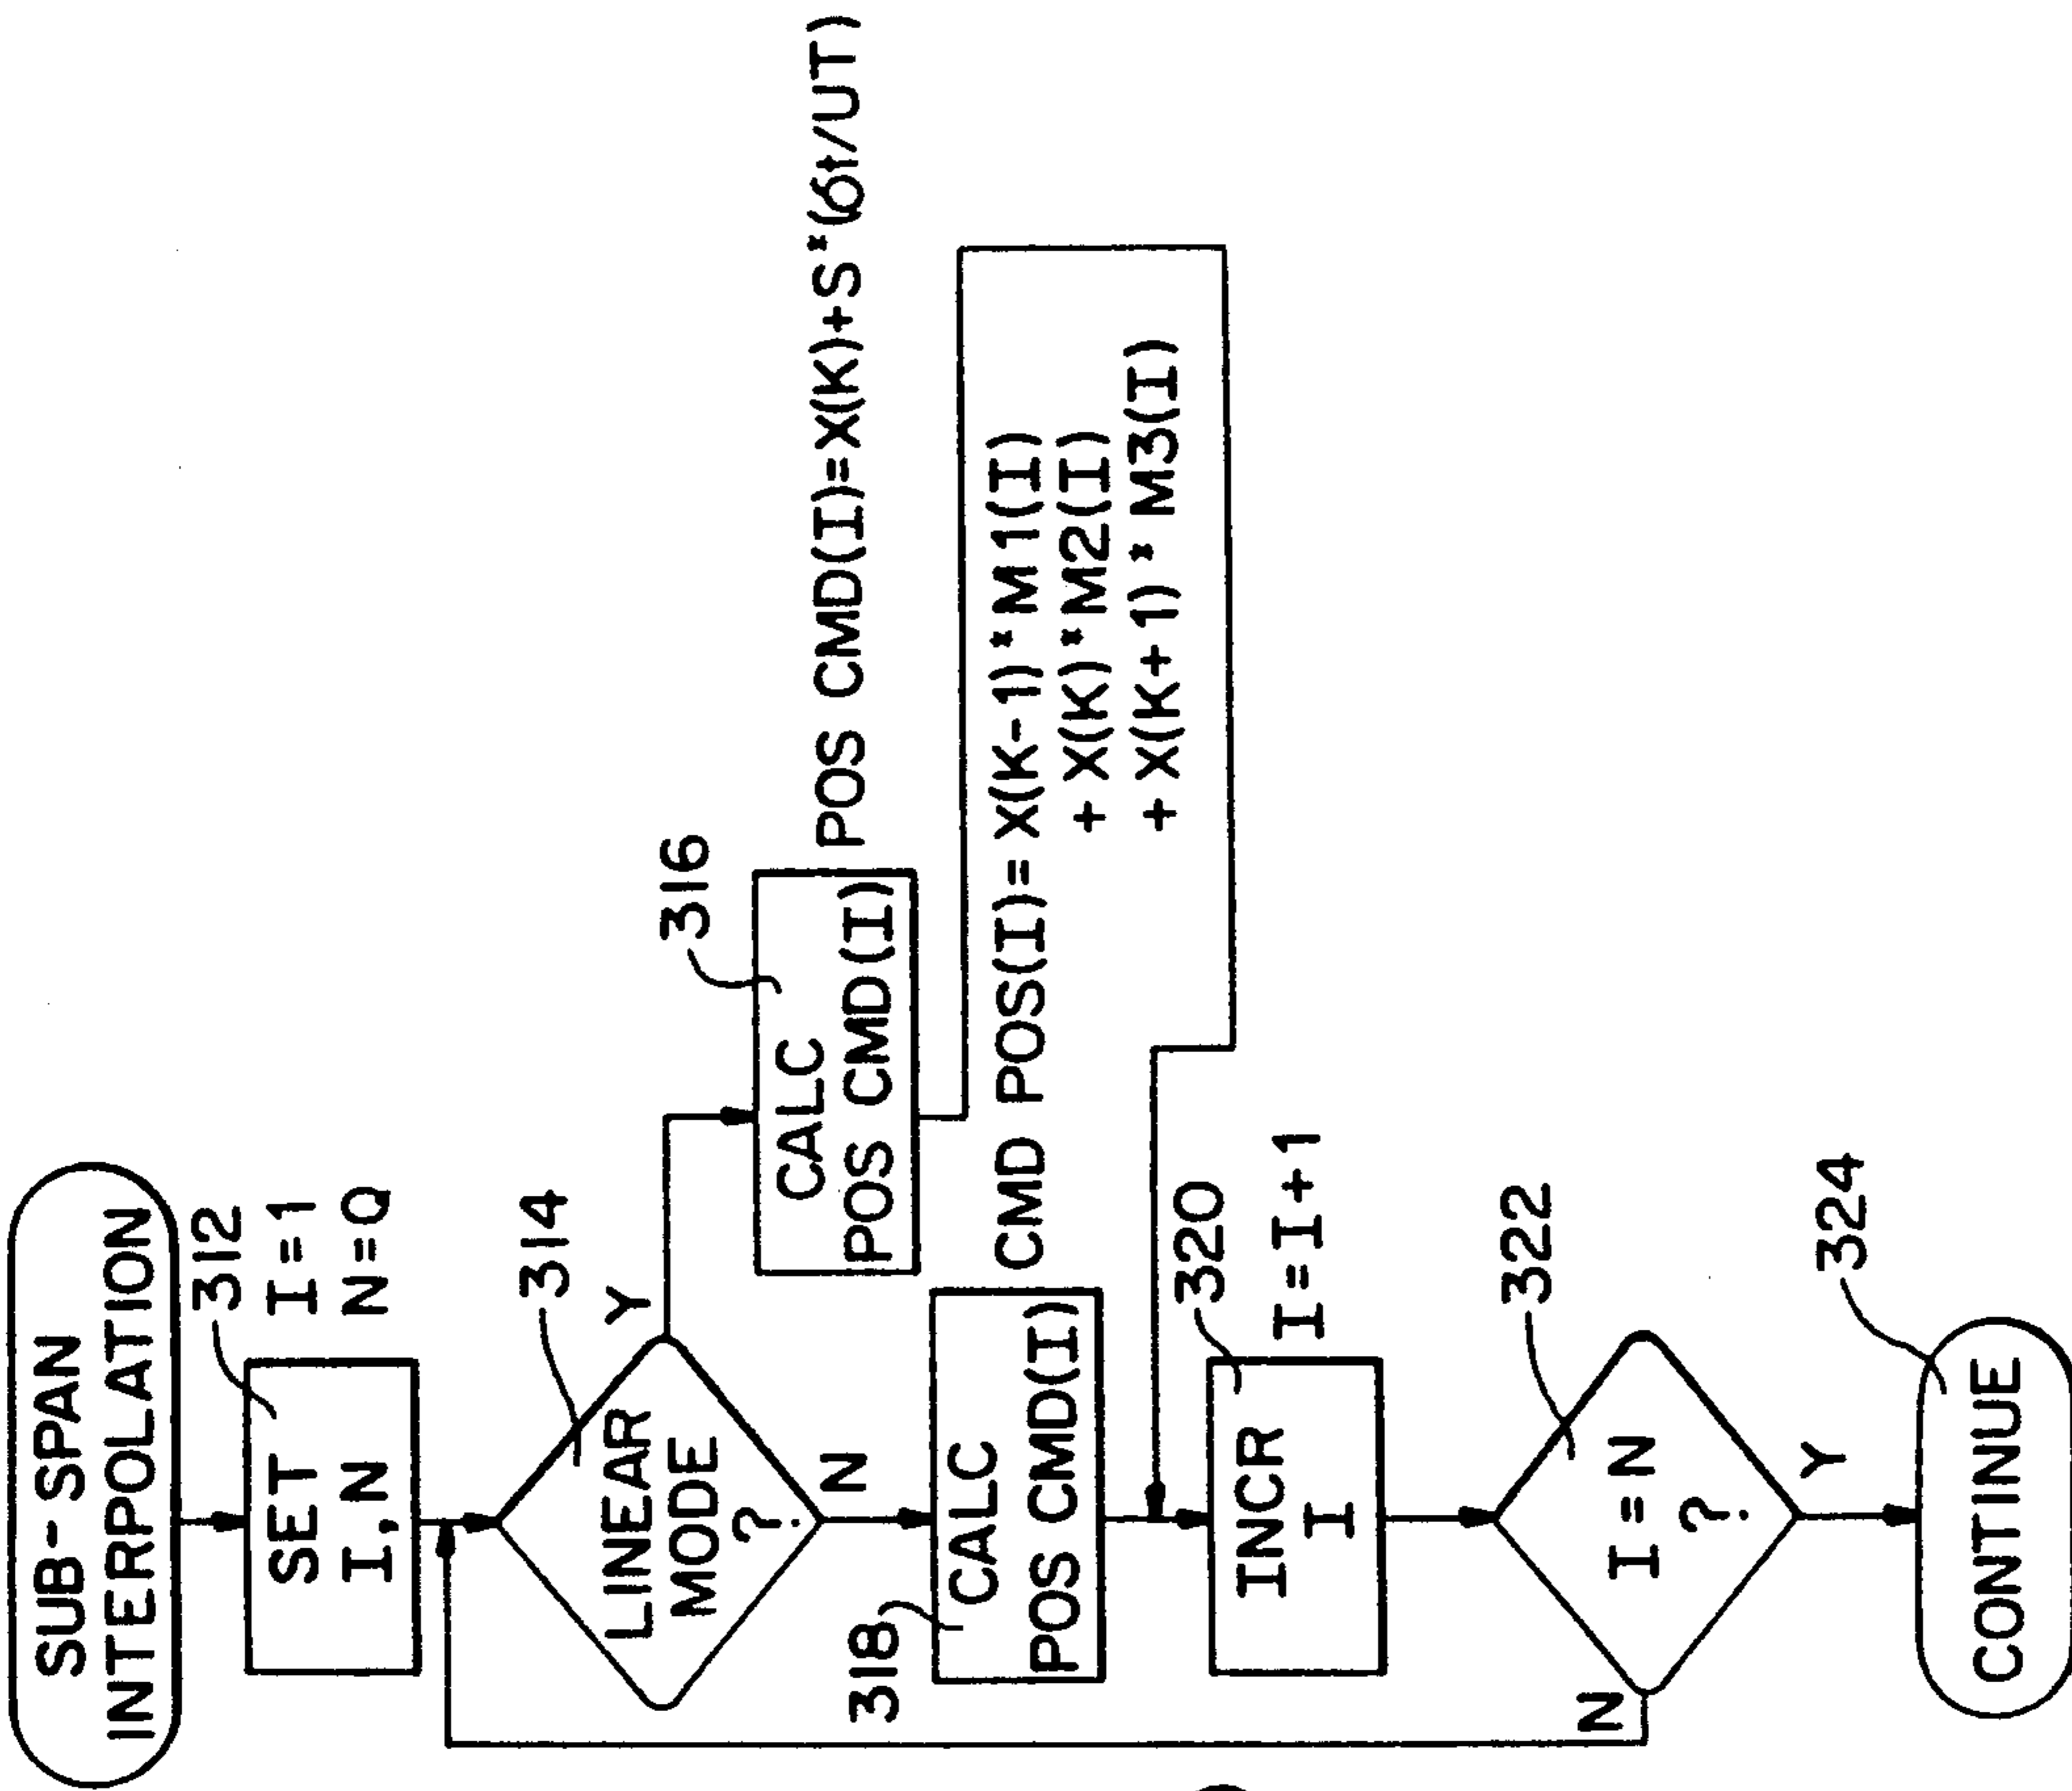 SUB-SPAN
INTERPOLATION
312
SET
I, N
I=1
N=Q
314
LINEAR
MODE
?
Y
N
316
CALC
POS CMD(I)
POS CMD(I)=X(K)+S*(δt/UT)
318
CALC
POS CMD(I)
CMD POS(I)=X(K-1)*M1(I)
+ X(K)*M2(I)
+ X(K+1)*M3(I)
320
INCR
I
I=I+1
322
I=N
?
N
Y
324
CONTINUE